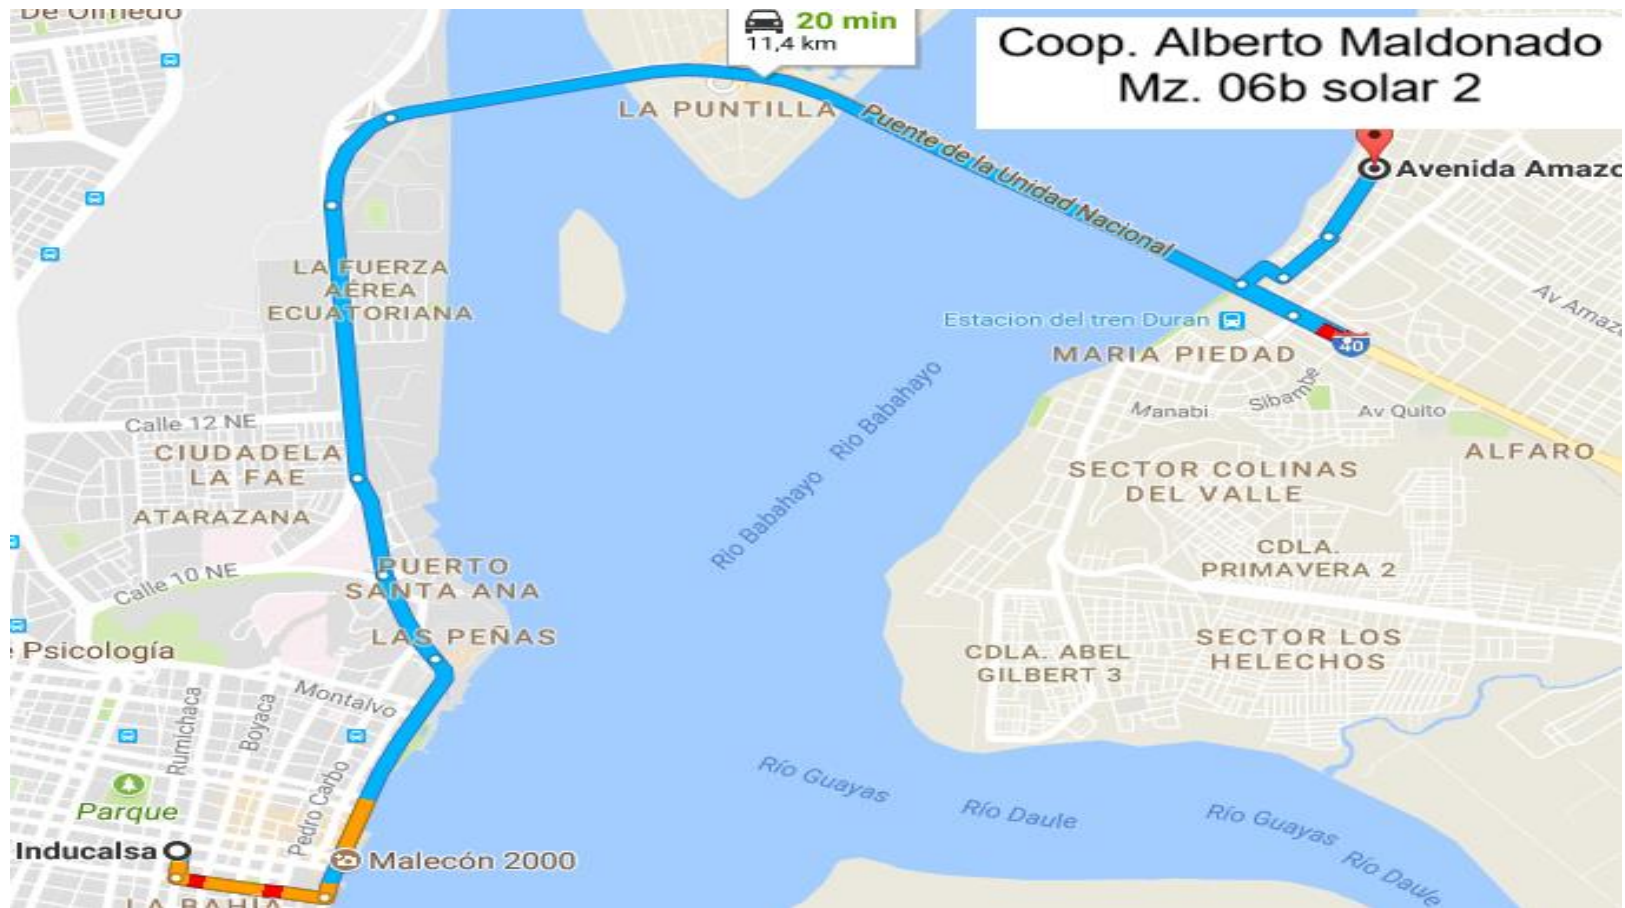 De Olmedo
20 min
11,4 km
Coop. Alberto Maldonado
Mz. 06b solar 2
LA PUNTILLA
Puente de la Unidad Nacional
Avenida Amazo
LA FUERZA
AÉREA
ECUATORIANA
Av Amaz
Estacion del tren Duran
40
MARIA PIEDAD
Sibambe
Manabi
Av Quito
Rio Babahayo
Rio Babahayo
Calle 12 NE
CIUDADELA
LA FAE
ALFARO
SECTOR COLINAS
DEL VALLE
ATARAZANA
CDLA.
PRIMAVERA 2
PUERTO
SANTA ANA
Calle 10 NE
LAS PEÑAS
Psicología
SECTOR LOS
HELECHOS
CDLA. ABEL
GILBERT 3
Montalvo
Rumichaca
Boyaca
Pedro Carbo
Río Guayas
Río Daule
Río Guayas
Río Daule
Parque
Inducalsa
Malecón 2000
LA BAHÍA